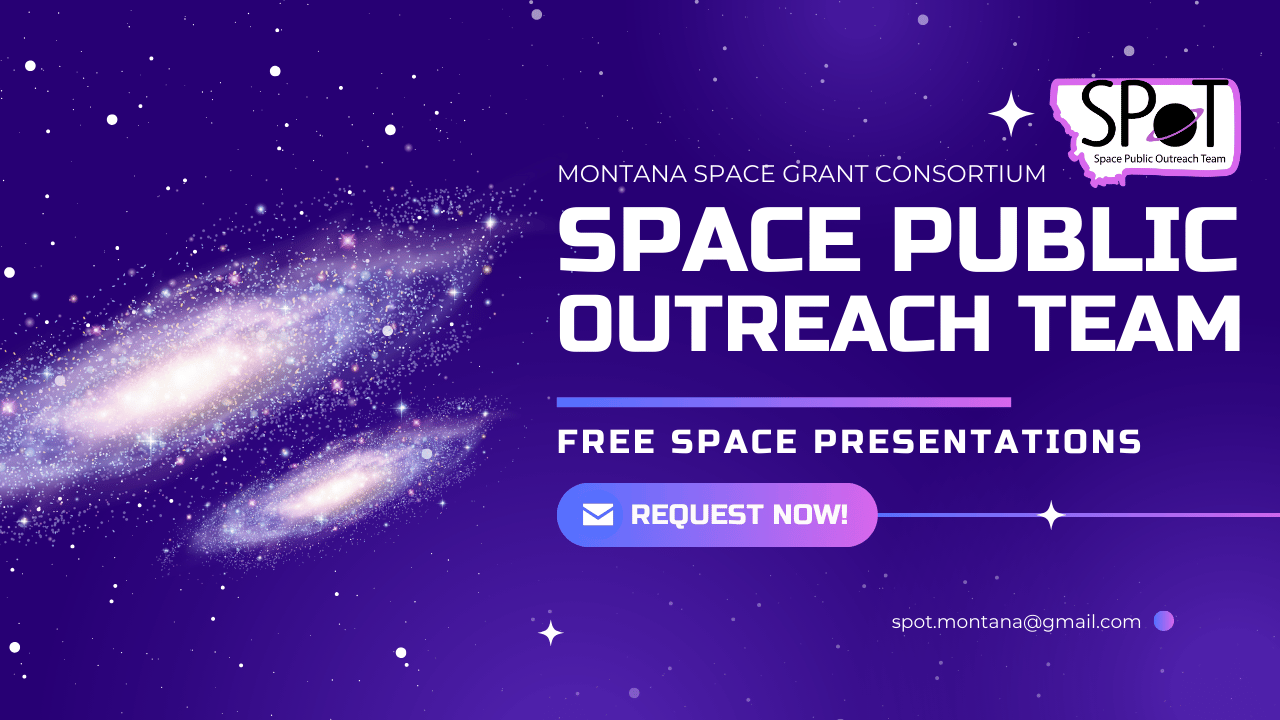 SPOT
Space Public Outreach Team
MONTANA SPACE GRANT CONSORTIUM
SPACE PUBLIC
OUTREACH TEAM
FREE SPACE PRESENTATIONS
REQUEST NOW!
spot.montana@gmail.com